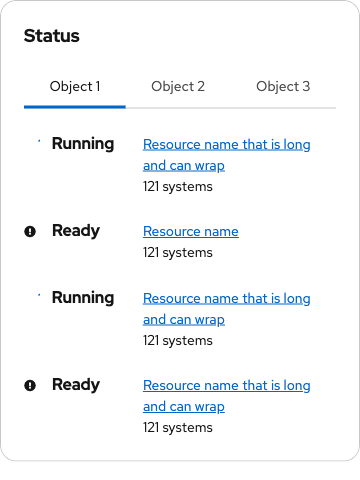 Status
Object 1 Object 2 Object 3
Running
Resource name that is long
and can wrap
121 systems
Ready
Resource name
121 systems
Running
Resource name that is long
and can wrap
121 systems
Ready
Resource name that is long
and can wrap
121 systems